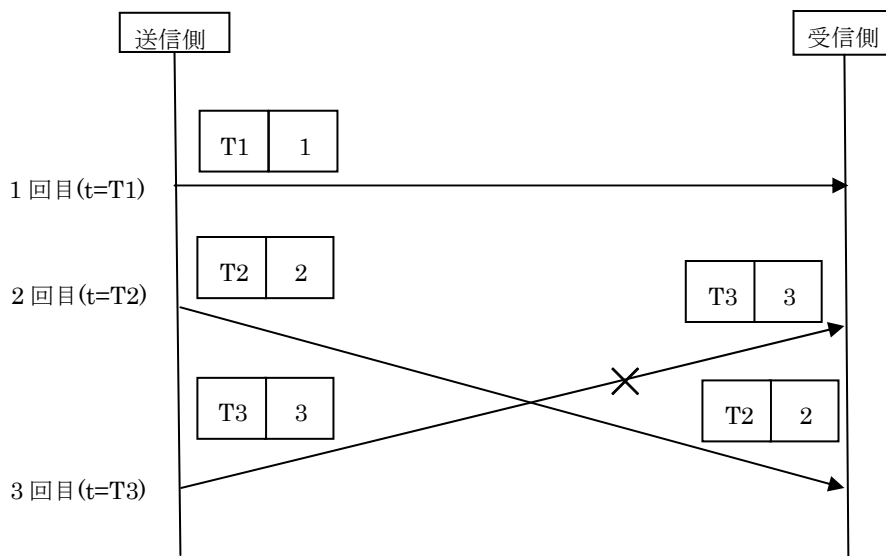 送信側
受信側
T1 1
1回目(t=T1)
T2 2
2回目(t=T2)
T3 3
T3 3
T2 2
3回目(t=T3)